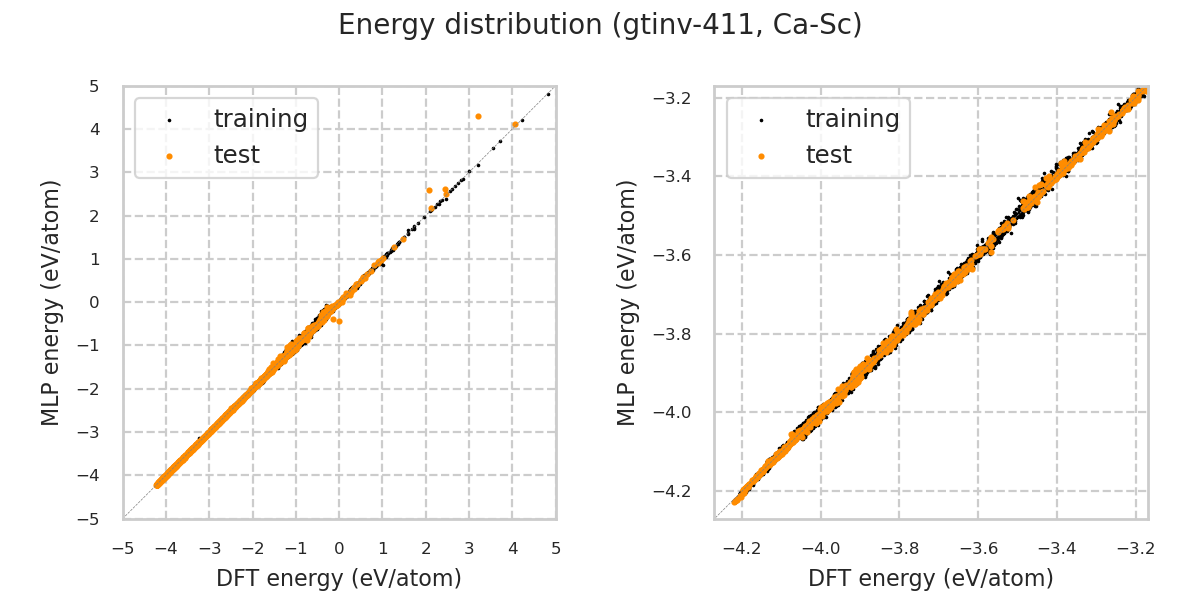 Energy distribution (gtinv-411, Ca-Sc)
training
test
MLP energy (eV/atom)
5
4
3
2
1
0
−1
−2
−3
−4
−5
−5 −4 −3 −2 −1 0 1 2 3 4 5
DFT energy (eV/atom)
training
test
MLP energy (eV/atom)
−3.2
−3.4
−3.6
−3.8
−4.0
−4.2
−4.2 −4.0 −3.8 −3.6 −3.4 −3.2
DFT energy (eV/atom)